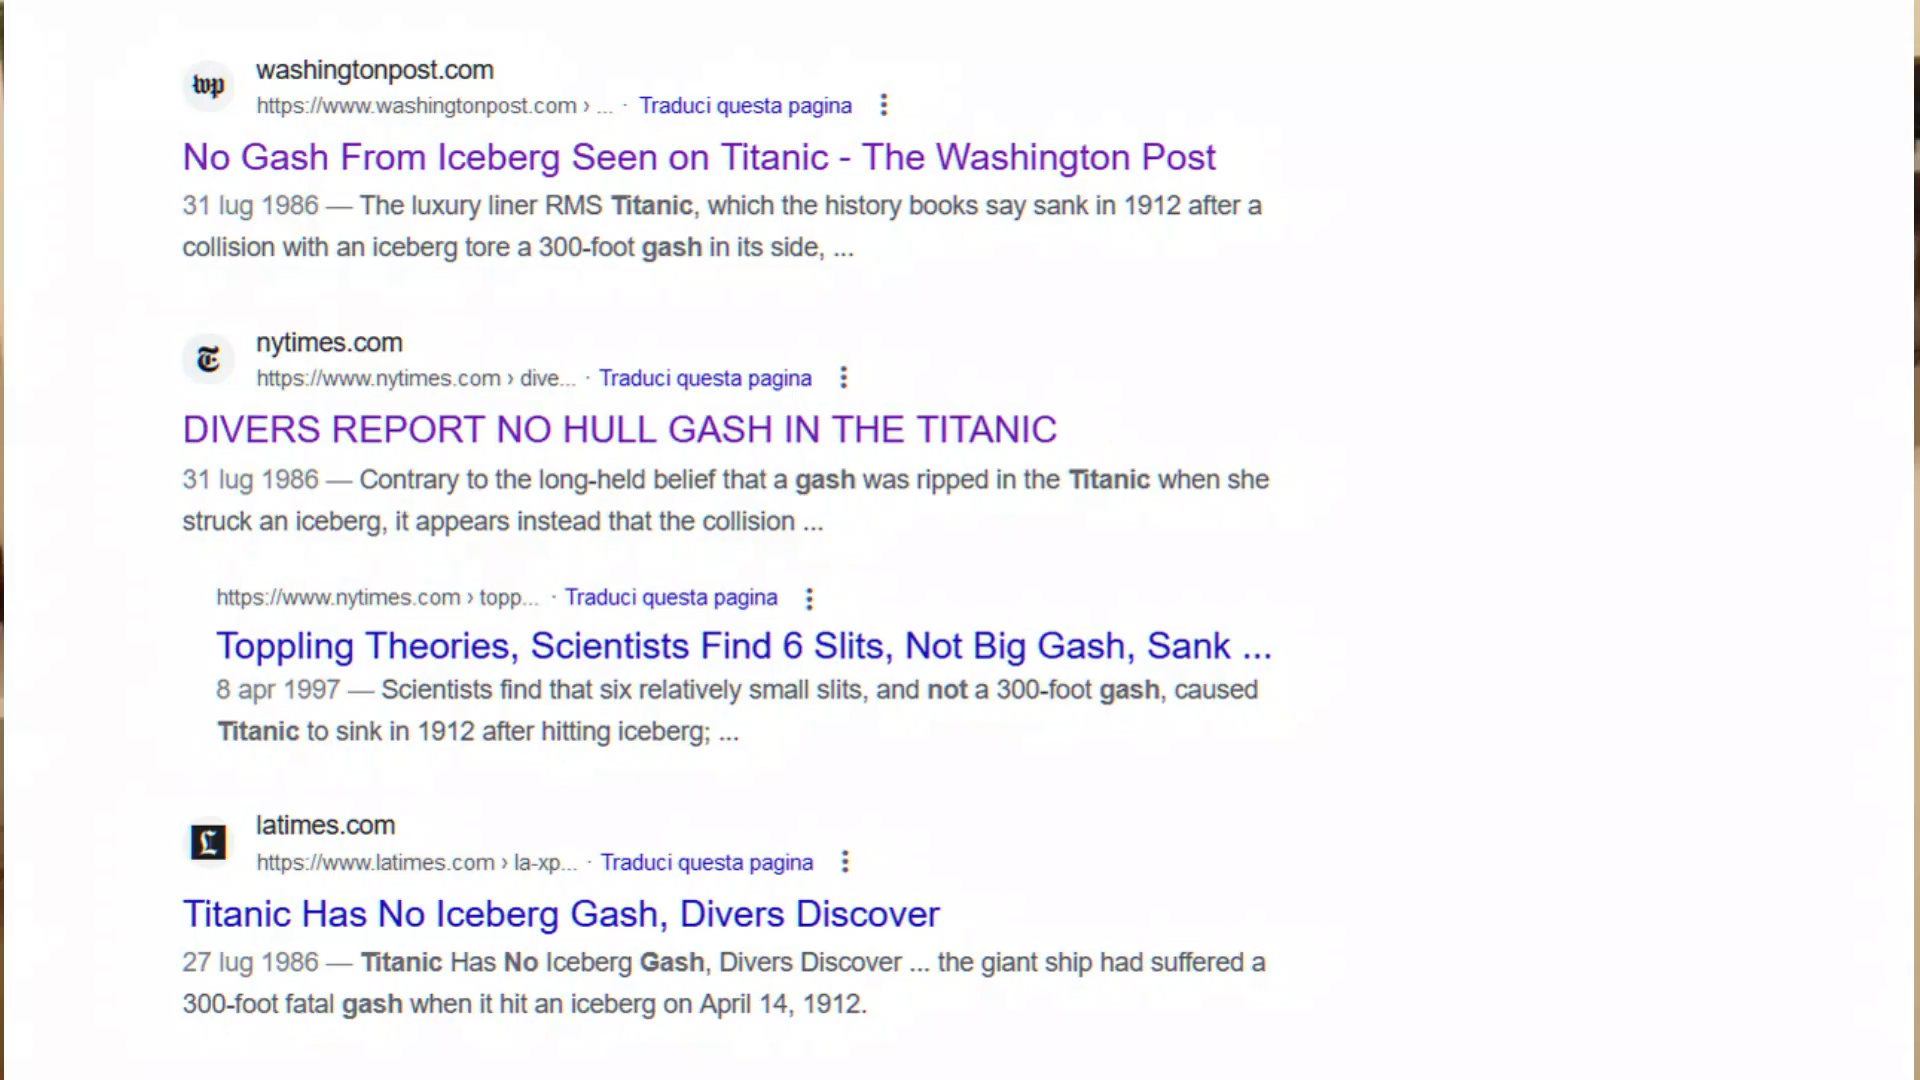 wp
washingtonpost.com
https://www.washingtonpost.com › ... · Traduci questa pagina
No Gash From Iceberg Seen on Titanic - The Washington Post
31 lug 1986 — The luxury liner RMS Titanic, which the history books say sank in 1912 after a
collision with an iceberg tore a 300-foot gash in its side, ...
T
nytimes.com
https://www.nytimes.com › dive... · Traduci questa pagina
DIVERS REPORT NO HULL GASH IN THE TITANIC
31 lug 1986 — Contrary to the long-held belief that a gash was ripped in the Titanic when she
struck an iceberg, it appears instead that the collision ...
https://www.nytimes.com › topp... · Traduci questa pagina
Toppling Theories, Scientists Find 6 Slits, Not Big Gash, Sank ...
8 apr 1997 — Scientists find that six relatively small slits, and not a 300-foot gash, caused
Titanic to sink in 1912 after hitting iceberg; ...
L
latimes.com
https://www.latimes.com › la-xp... · Traduci questa pagina
Titanic Has No Iceberg Gash, Divers Discover
27 lug 1986 — Titanic Has No Iceberg Gash, Divers Discover ... the giant ship had suffered a
300-foot fatal gash when it hit an iceberg on April 14, 1912.